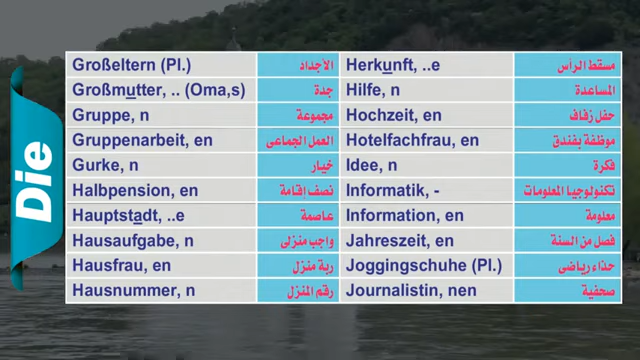 Die
Großeltern (Pl.) الأجداد
Großmutter, .. (Oma,s) جدة
Gruppe, n مجموعة
Gruppenarbeit, en العمل الجماعى
Gurke, n خيار
Halbpension, en نصف إقامة
Hauptstadt, ..e عاصمة
Hausaufgabe, n واجب منزلى
Hausfrau, en ربة منزل
Hausnummer, n رقم المنزل
Herkunft, ..e مسقط الرأس
Hilfe, n المساعدة
Hochzeit, en حفل زفاف
Hotelfachfrau, en موظفة بفندق
Idee, n فكرة
Informatik, - تكنولوجيا المعلومات
Information, en معلومة
Jahreszeit, en فصل من السنة
Joggingschuhe (Pl.) حذاء رياضى
Journalistin, nen صحفية